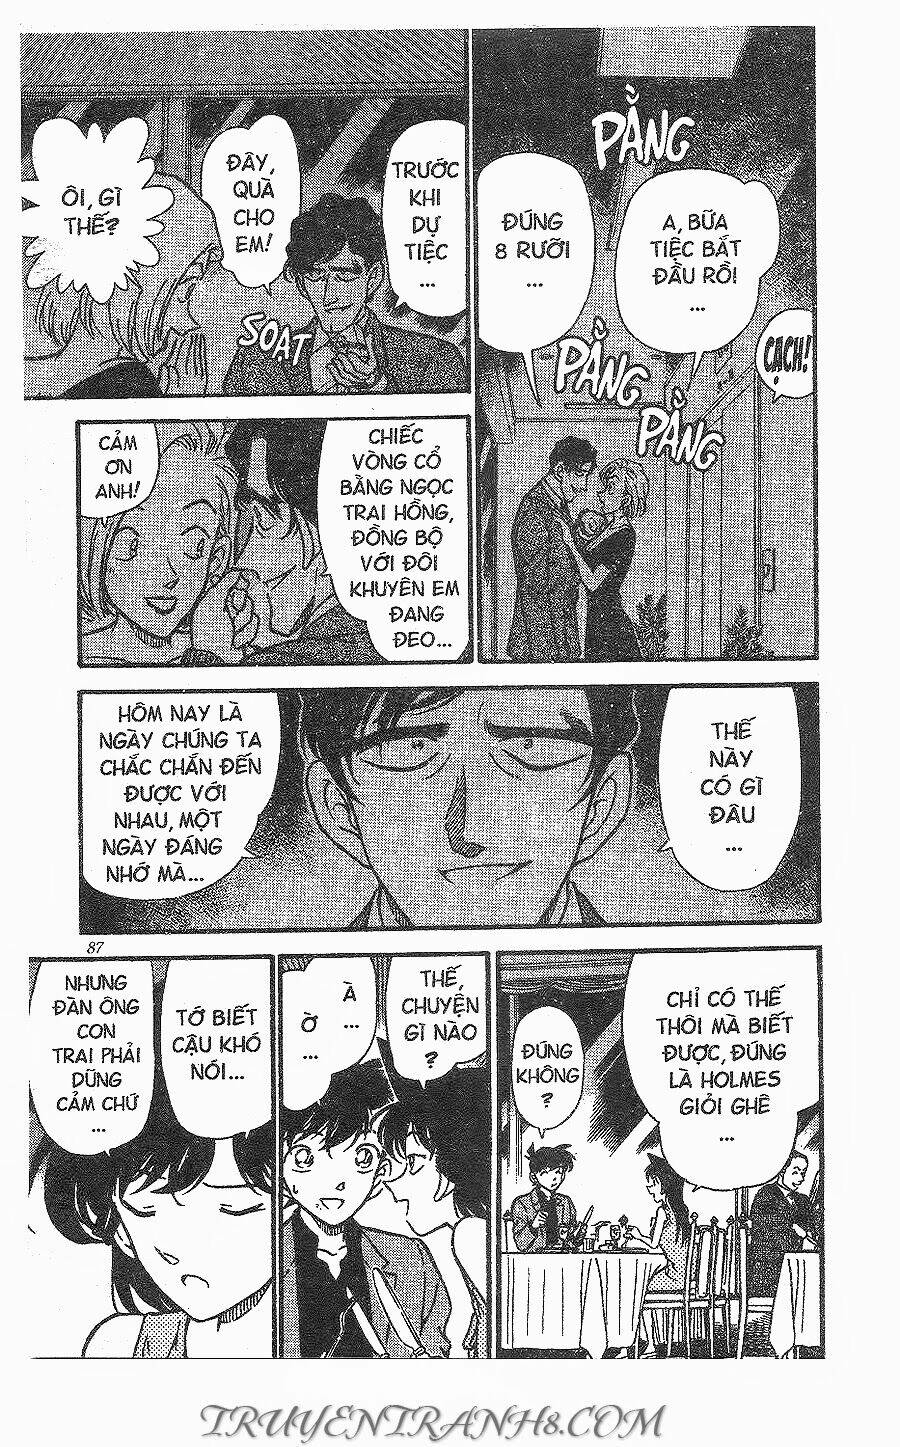 PẰNG
A, BỮA
TIỆC BẮT
ĐẦU RỒI
...
ĐÚNG
8 RƯỠI
...
CẠCH!
PẰNG
PẰNG
TRƯỚC
KHI
DỰ
TIỆC
...
ĐÂY,
QUÀ
CHO
EM!
SOẠT
ÔI, GÌ
THẾ?
CHIẾC
VÒNG CỔ
BẰNG NGỌC
TRAI HỒNG,
ĐỒNG BỘ
VỚI ĐÔI
KHUYÊN EM
ĐANG
ĐEO...
CẢM
ƠN
ANH!
THẾ
NÀY
CÓ GÌ
ĐÂU
...
HÔM NAY LÀ
NGÀY CHÚNG TA
CHẮC CHẮN ĐẾN
ĐƯỢC VỚI
NHAU, MỘT
NGÀY ĐÁNG
NHỚ MÀ...
87
CHỈ CÓ THẾ
THÔI MÀ BIẾT
ĐƯỢC, ĐÚNG
LÀ HOLMES
GIỎI GHÊ
...
ĐÚNG
KHÔNG
?
THẾ,
CHUYỆN
GÌ NÀO
?
À
...
Ờ
...
TỚ BIẾT
CẬU KHÓ
NÓI...
NHƯNG
ĐÀN ÔNG
CON
TRAI PHẢI
DŨNG
CẢM CHỨ
...
TRUYENTRANH8.COM